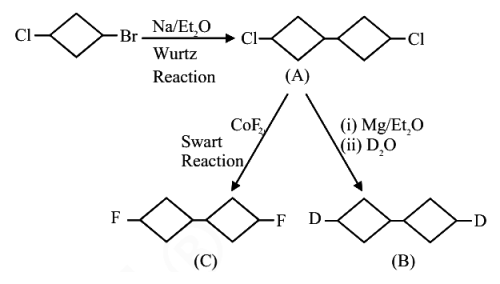 Cl Br Na/Et₂O Cl Cl
Wurtz
Reaction
(A)
CoF₂
Swart
Reaction
(i) Mg/Et₂O
(ii) D₂O
F F D D
(C) (B)